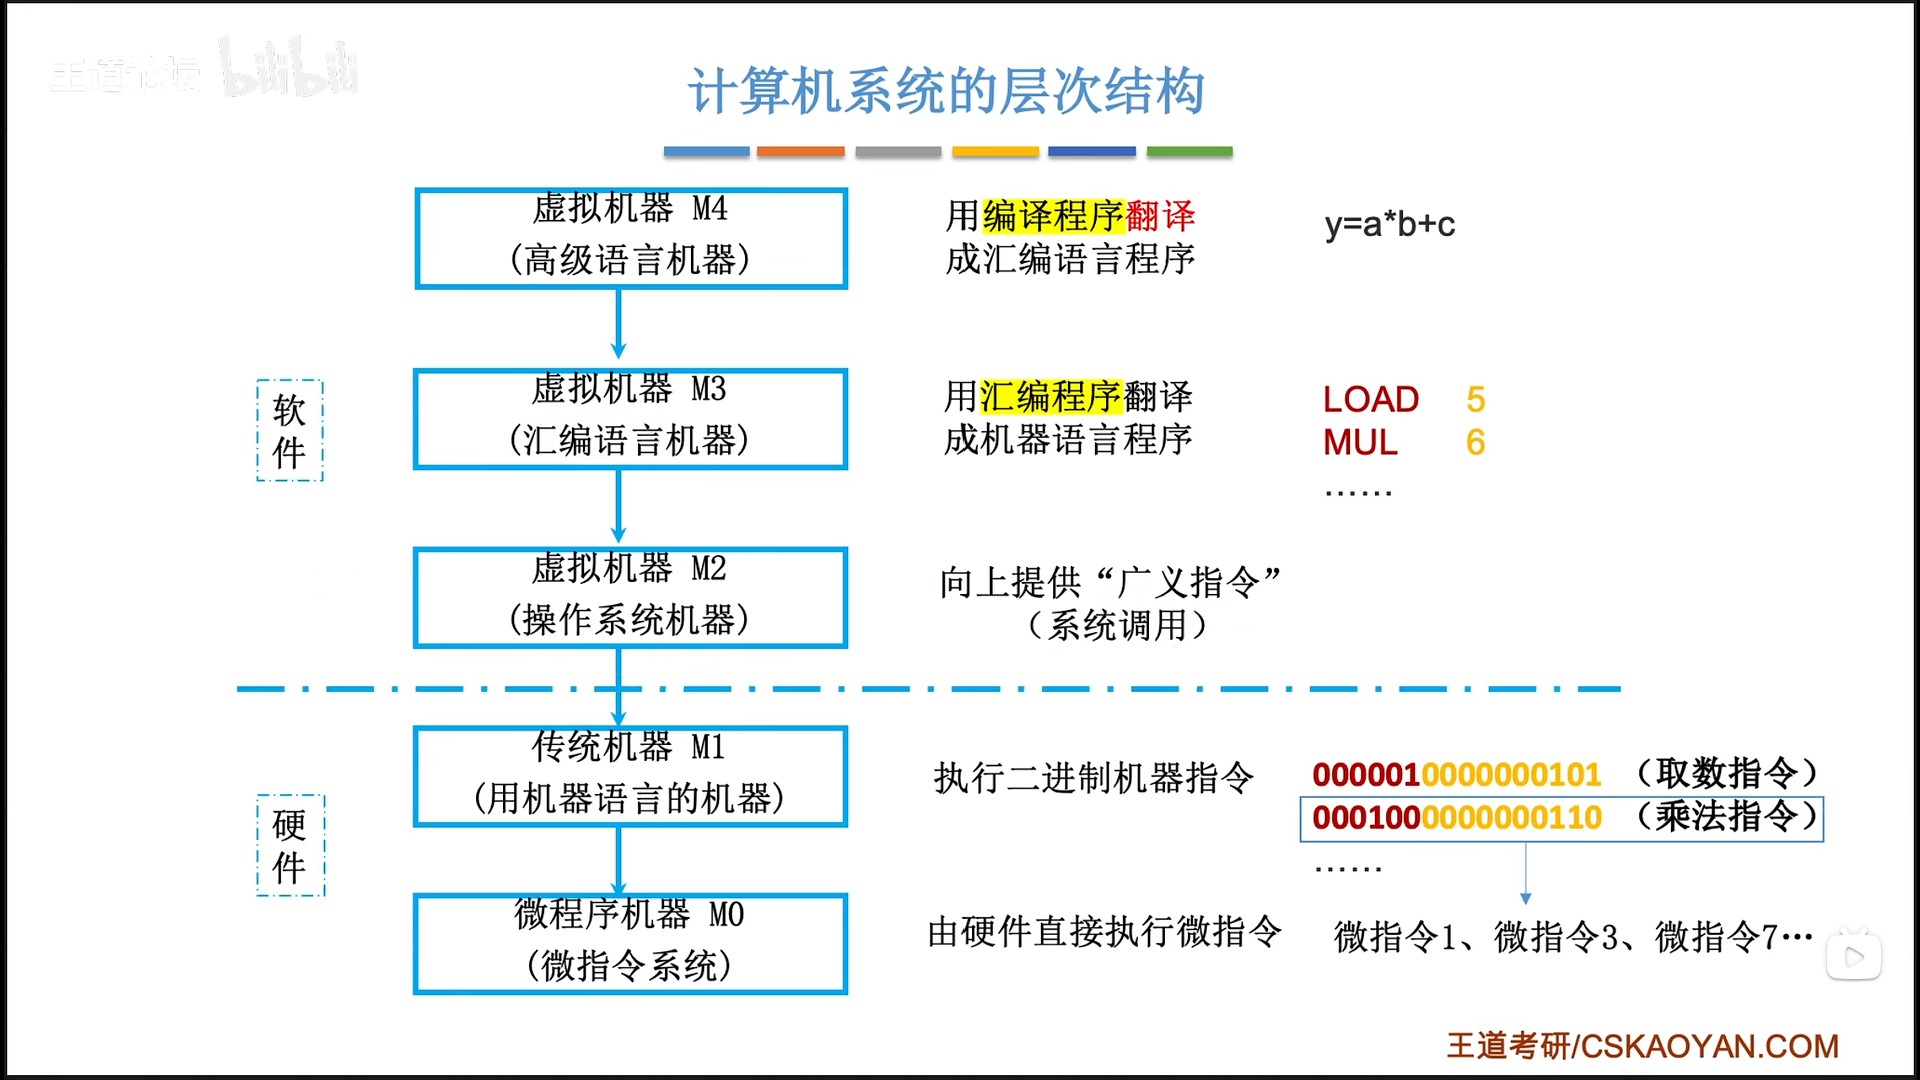 王道论坛 bilibili
计算机系统的层次结构
虚拟机器 M4
(高级语言机器)
用编译程序翻译
成汇编语言程序
y=a*b+c
软
件
虚拟机器 M3
(汇编语言机器)
用汇编程序翻译
成机器语言程序
LOAD 5
MUL 6
……
虚拟机器 M2
(操作系统机器)
向上提供“广义指令”
（系统调用）
硬
件
传统机器 M1
(用机器语言的机器)
执行二进制机器指令
0000010000000101 （取数指令）
0001000000000110 （乘法指令）
……
微程序机器 M0
(微指令系统)
由硬件直接执行微指令
微指令1、微指令3、微指令7…
王道考研/CSKAOYAN.COM